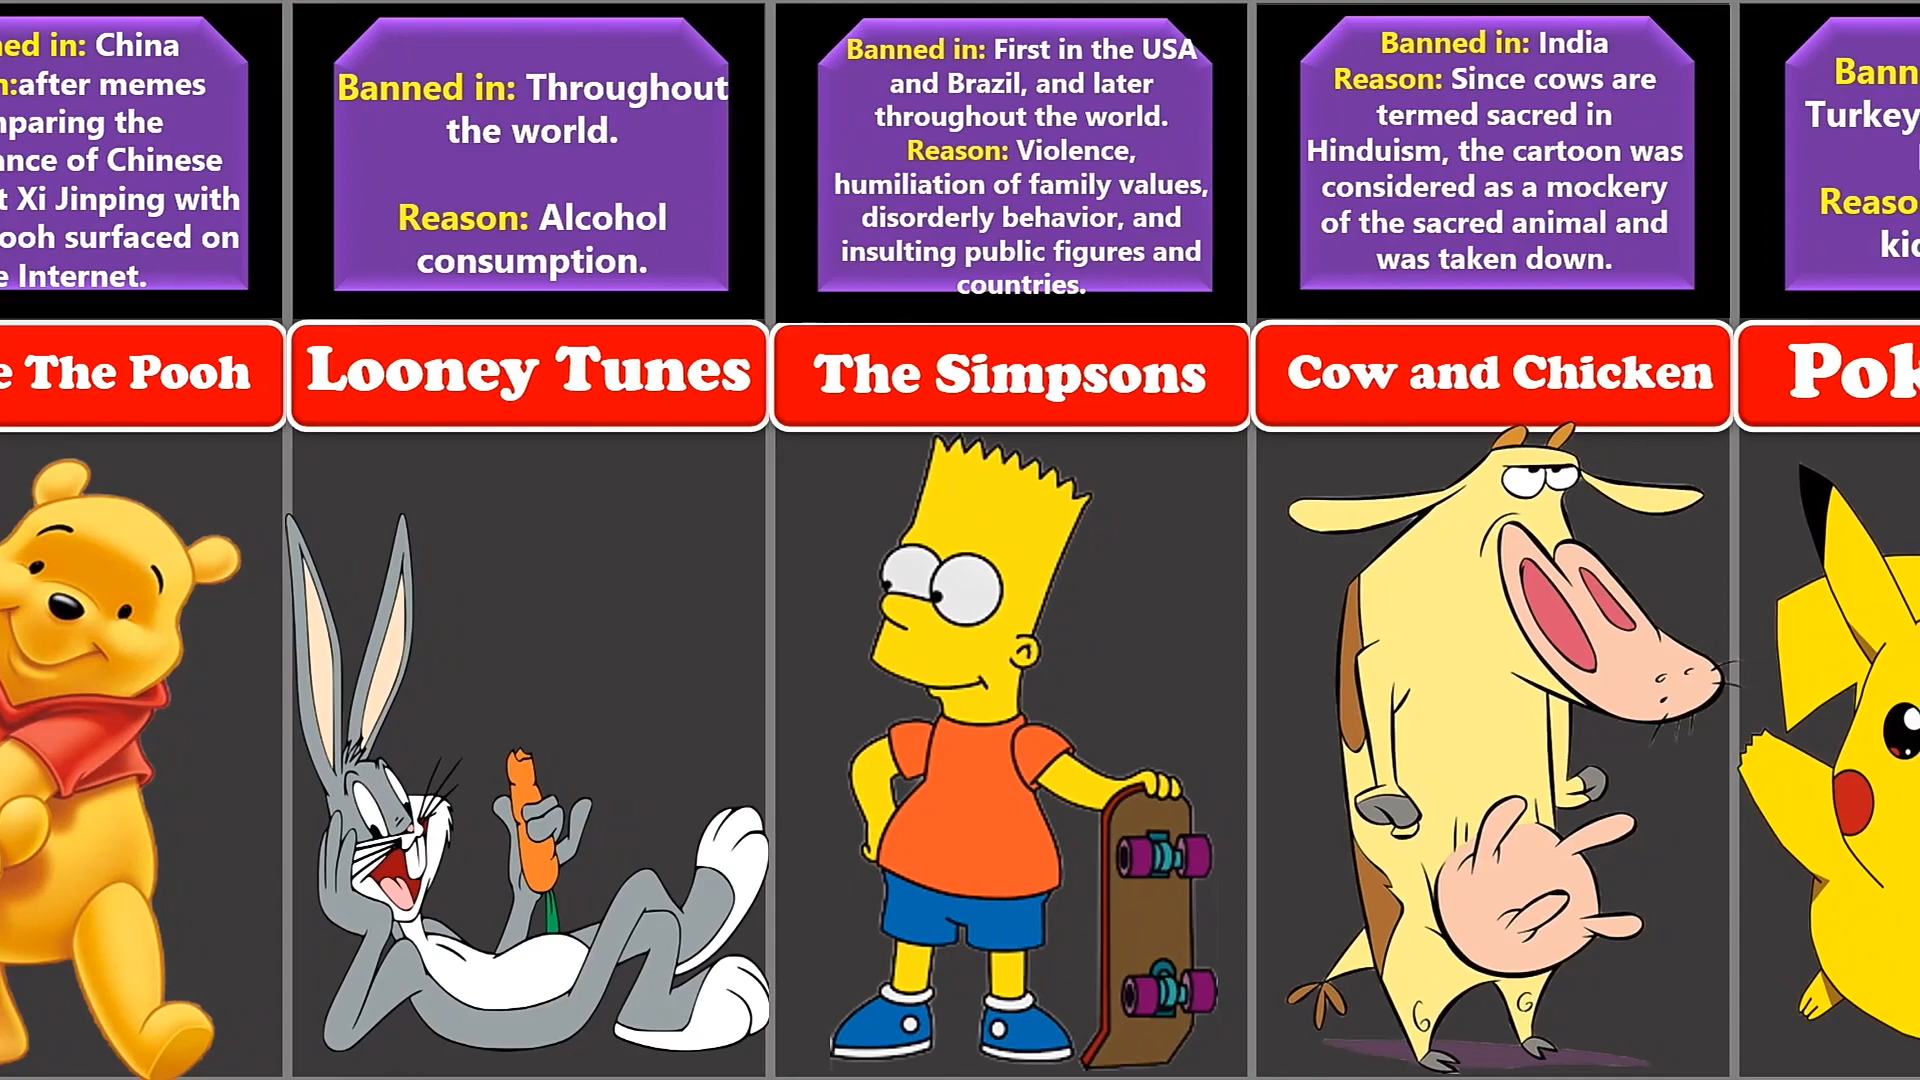 ned in: China
n:after memes
nparing the
ance of Chinese
t Xi Jinping with
ooh surfaced on
e Internet.
e The Pooh
Banned in: Throughout
the world.
Reason: Alcohol
consumption.
Looney Tunes
Banned in: First in the USA
and Brazil, and later
throughout the world.
Reason: Violence,
humiliation of family values,
disorderly behavior, and
insulting public figures and
countries.
The Simpsons
Banned in: India
Reason: Since cows are
termed sacred in
Hinduism, the cartoon was
considered as a mockery
of the sacred animal and
was taken down.
Cow and Chicken
Bann
Turkey
Reaso
kid
Pok